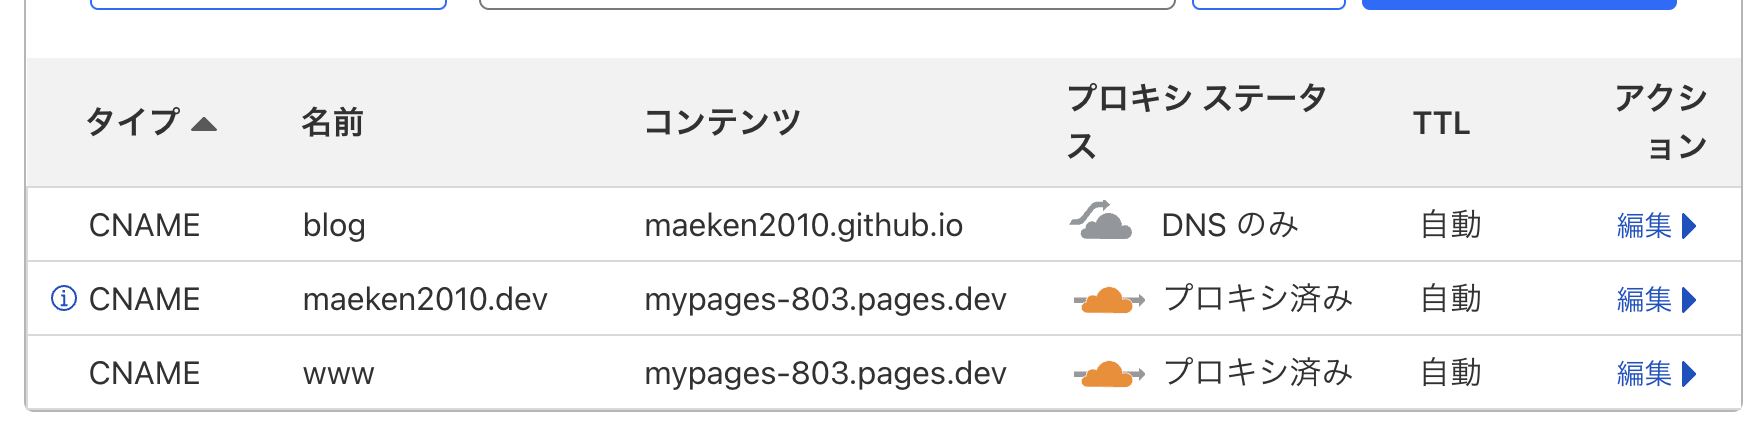 タイプ 名前 コンテンツ プロキシ ステータス TTL アクション
CNAME blog maeken2010.github.io DNS のみ 自動 編集
CNAME maeken2010.dev mypages-803.pages.dev プロキシ済み 自動 編集
CNAME www mypages-803.pages.dev プロキシ済み 自動 編集